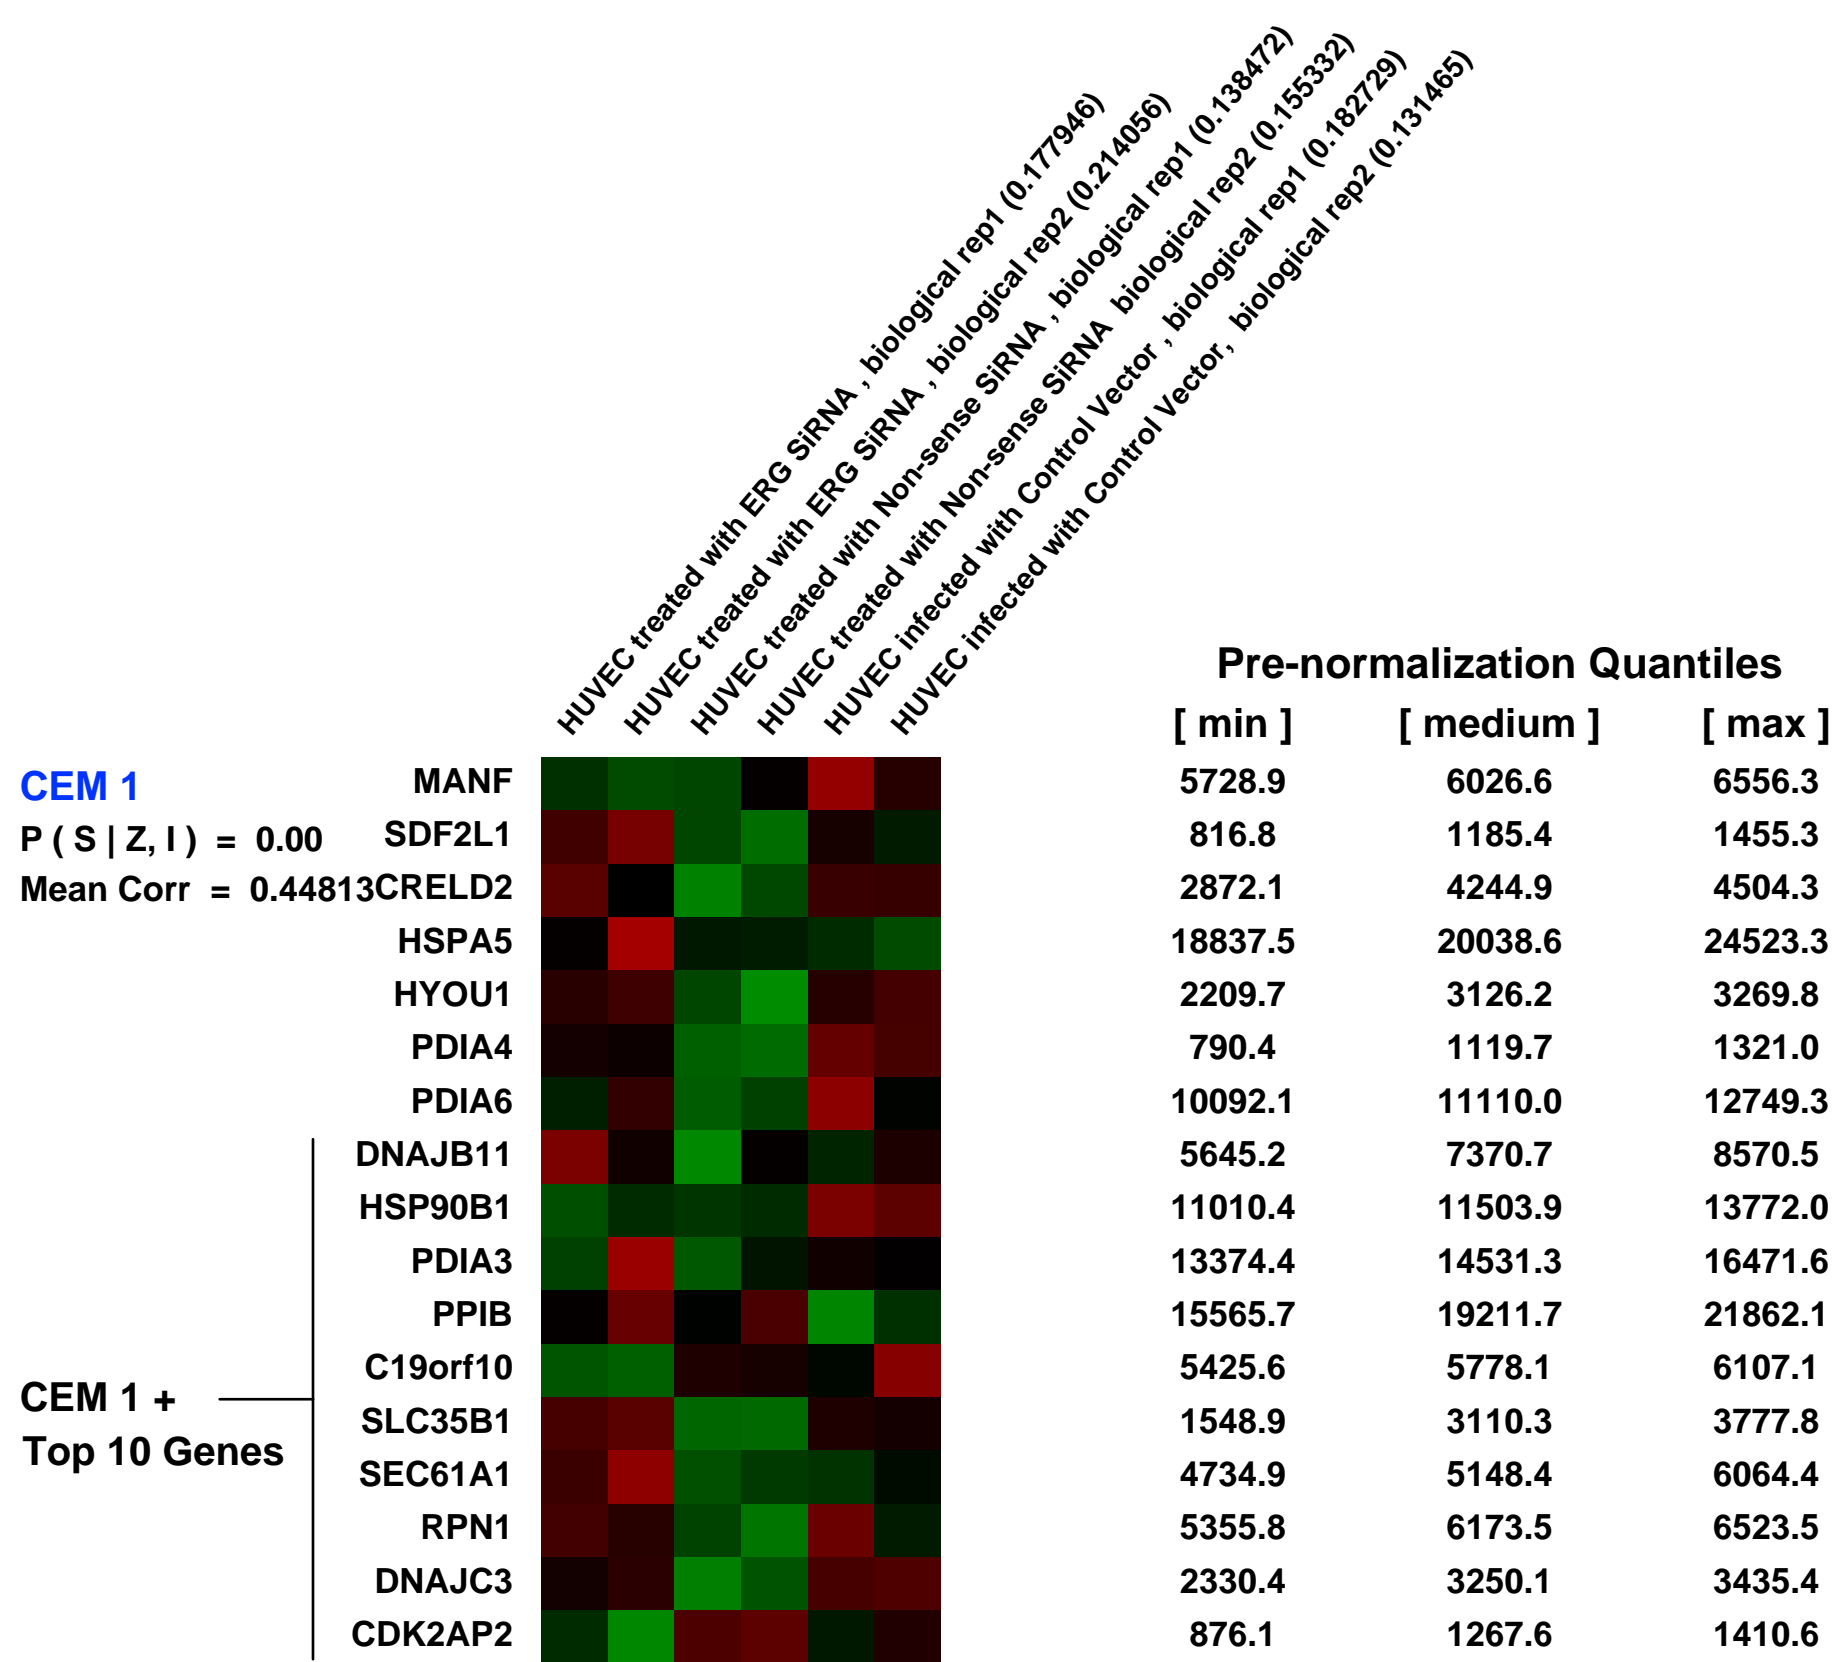 HUVEC treated with ERG SiRNA , biological rep1 (0.177946)
HUVEC treated with ERG SiRNA , biological rep2 (0.214056)
HUVEC treated with Non-sense SiRNA , biological rep1 (0.138472)
HUVEC treated with Non-sense SiRNA  biological rep2 (0.155332)
HUVEC infected with Control Vector , biological rep1 (0.182729)
HUVEC infected with Control Vector,  biological rep2 (0.131465)
Pre-normalization Quantiles
[ min ] [ medium ] [ max ]
CEM 1
P ( S | Z, I ) = 0.00
Mean Corr = 0.44813
MANF 5728.9 6026.6 6556.3
SDF2L1 816.8 1185.4 1455.3
CRELD2 2872.1 4244.9 4504.3
HSPA5 18837.5 20038.6 24523.3
HYOU1 2209.7 3126.2 3269.8
PDIA4 790.4 1119.7 1321.0
PDIA6 10092.1 11110.0 12749.3
DNAJB11 5645.2 7370.7 8570.5
HSP90B1 11010.4 11503.9 13772.0
PDIA3 13374.4 14531.3 16471.6
PPIB 15565.7 19211.7 21862.1
C19orf10 5425.6 5778.1 6107.1
SLC35B1 1548.9 3110.3 3777.8
SEC61A1 4734.9 5148.4 6064.4
RPN1 5355.8 6173.5 6523.5
DNAJC3 2330.4 3250.1 3435.4
CDK2AP2 876.1 1267.6 1410.6
CEM 1 +
Top 10 Genes